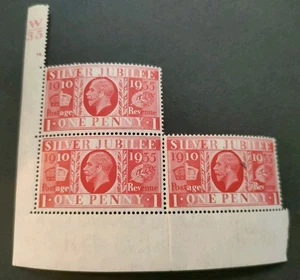 W
35
SILVER JUBILEE
1910 1935
Postage Revenue
1 · ONE PENNY · 1
SILVER JUBILEE
1910 1935
Postage Revenue
1 · ONE PENNY · 1
SILVER JUBILEE
1910 1935
Postage Revenue
1 · ONE PENNY · 1